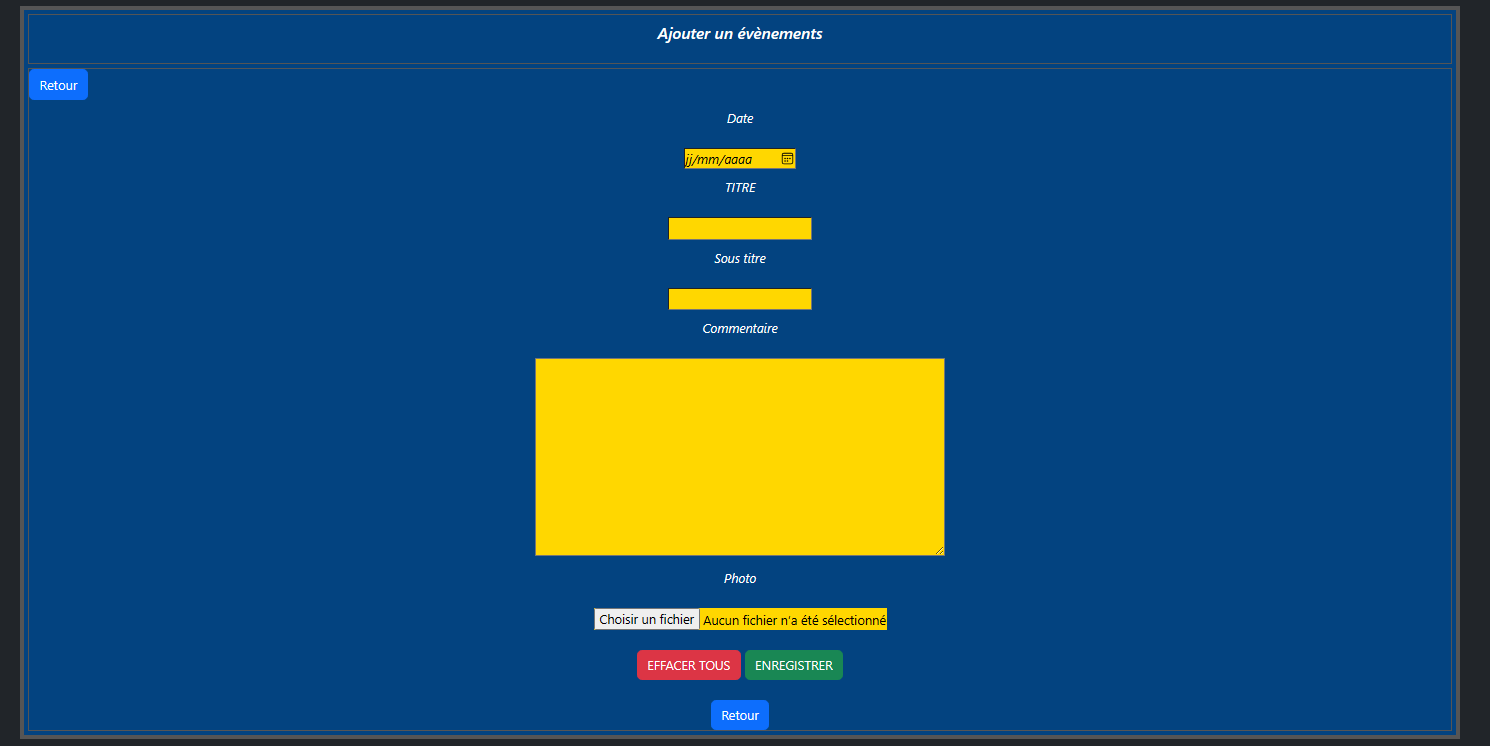 Ajouter un évènements
Retour
Date
jj/mm/aaaa
TITRE
Sous titre
Commentaire
Photo
Choisir un fichier Aucun fichier n'a été sélectionné
EFFACER TOUS ENREGISTRER
Retour